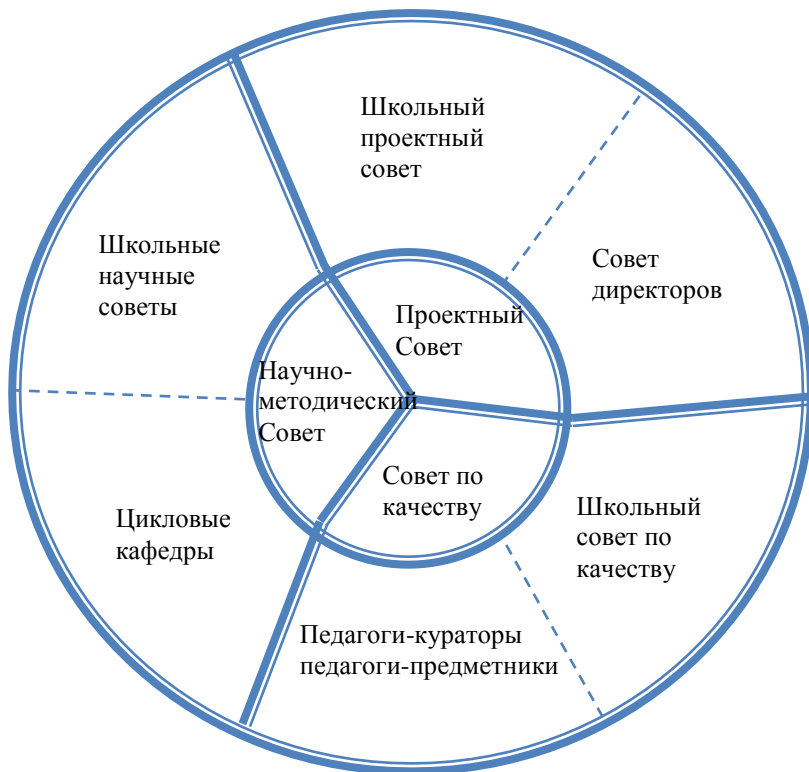 Школьный
проектный
совет
Школьные
научные
советы
Совет
директоров
Проектный
Совет
Научно-
методический
Совет
Совет по
качеству
Школьный
совет по
качеству
Цикловые
кафедры
Педагоги-кураторы
педагоги-предметники